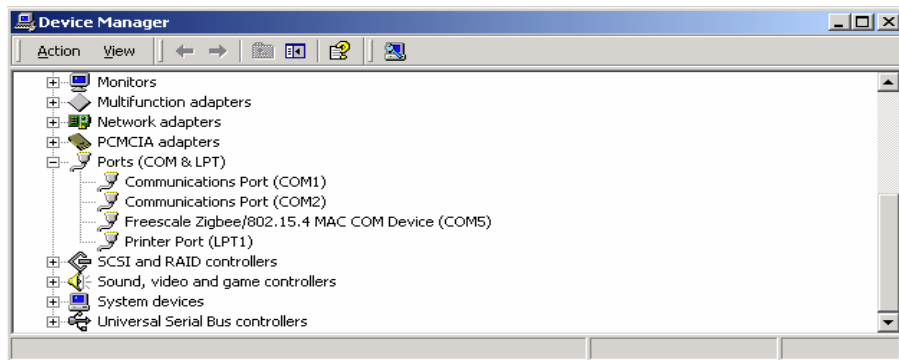 Device Manager
Action View
Monitors
Multifunction adapters
Network adapters
PCMCIA adapters
Ports (COM & LPT)
Communications Port (COM1)
Communications Port (COM2)
Freescale Zigbee/802.15.4 MAC COM Device (COM5)
Printer Port (LPT1)
SCSI and RAID controllers
Sound, video and game controllers
System devices
Universal Serial Bus controllers